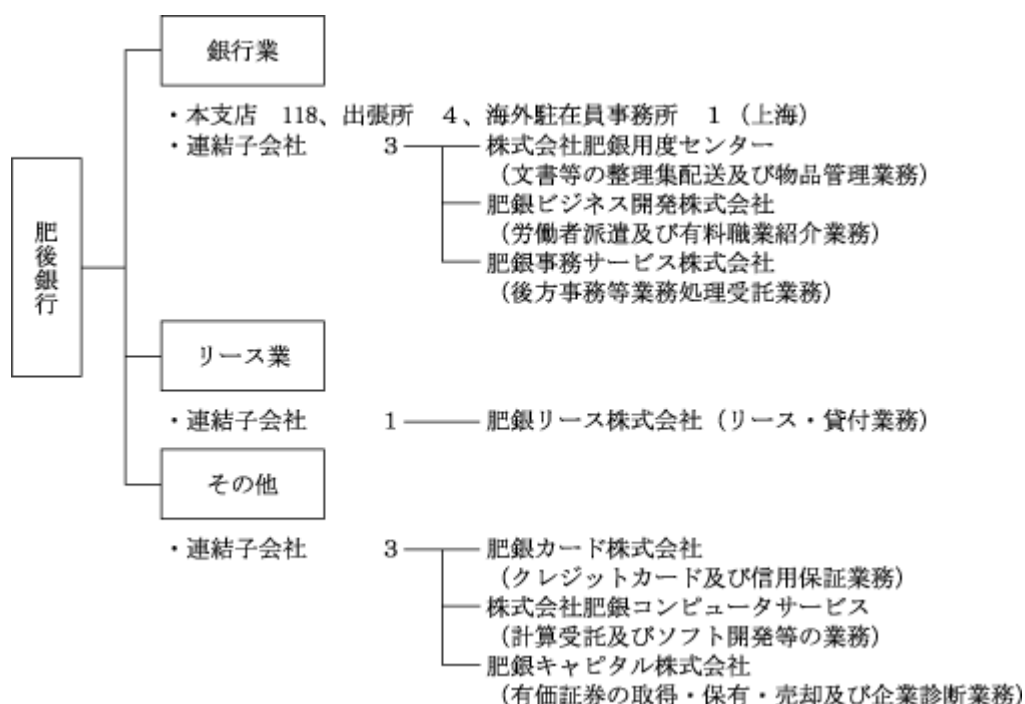 銀行業
・本支店 118、出張所 4、海外駐在員事務所 1（上海）
・連結子会社 3 株式会社肥銀用度センター
（文書等の整理集配送及び物品管理業務）
肥銀ビジネス開発株式会社
（労働者派遣及び有料職業紹介業務）
肥銀事務サービス株式会社
（後方事務等業務処理受託業務）
肥後銀行
リース業
・連結子会社 1 肥銀リース株式会社（リース・貸付業務）
その他
・連結子会社 3 肥銀カード株式会社
（クレジットカード及び信用保証業務）
株式会社肥銀コンピュータサービス
（計算受託及びソフト開発等の業務）
肥銀キャピタル株式会社
（有価証券の取得・保有・売却及び企業診断業務）